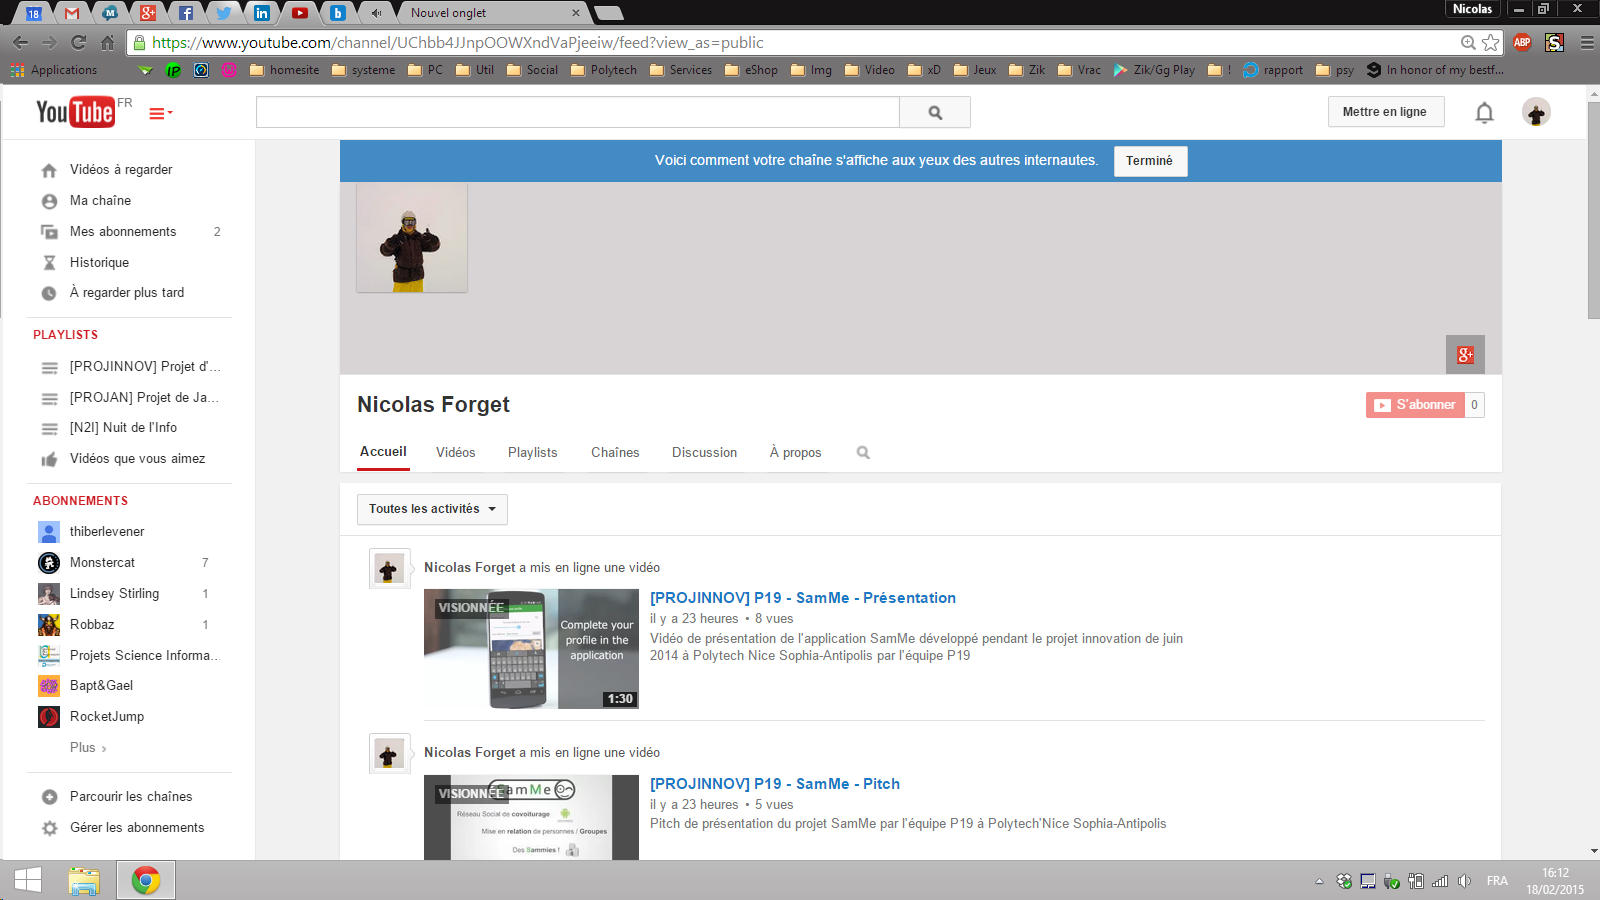 18
Nouvel onglet
Nicolas
https://www.youtube.com/channel/UChbb4JJnpOOWXndVaPjeeiw/feed?view_as=public
ABP
S
Applications
homesite
systeme
PC
Util
Social
Polytech
Services
eShop
Img
Video
xD
Jeux
Zik
Vrac
Zik/Gg Play
!
rapport
psy
In honor of my bestf...
YouTube FR
Mettre en ligne
Vidéos à regarder
Ma chaîne
Mes abonnements 2
Historique
À regarder plus tard
PLAYLISTS
[PROJINNOV] Projet d'...
[PROJAN] Projet de Ja...
[N2I] Nuit de l'Info
Vidéos que vous aimez
ABONNEMENTS
thiberlevener
Monstercat 7
Lindsey Stirling 1
Robbaz 1
Projets Science Informa...
Bapt&Gael
RocketJump
Plus ›
Parcourir les chaînes
Gérer les abonnements
Voici comment votre chaîne s'affiche aux yeux des autres internautes.
Terminé
g+
Nicolas Forget
S'abonner 0
Accueil
Vidéos
Playlists
Chaînes
Discussion
À propos
Toutes les activités
Nicolas Forget a mis en ligne une vidéo
VISIONNÉE
Complete your
profile in the
application
1:30
[PROJINNOV] P19 - SamMe - Présentation
il y a 23 heures • 8 vues
Vidéo de présentation de l'application SamMe développé pendant le projet innovation de juin
2014 à Polytech Nice Sophia-Antipolis par l'équipe P19
Nicolas Forget a mis en ligne une vidéo
VISIONNÉE
SamMe
Réseau Social de covoiturage
Mise en relation de personnes / Groupes
Des Sammies !
[PROJINNOV] P19 - SamMe - Pitch
il y a 23 heures • 5 vues
Pitch de présentation du projet SamMe par l'équipe P19 à Polytech'Nice Sophia-Antipolis
FRA
16:12
18/02/2015